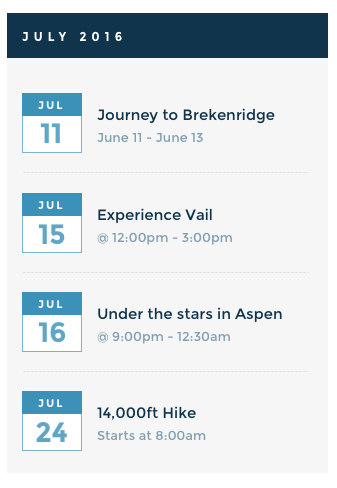 JULY 2016
JUL
11
Journey to Brekenridge
June 11 - June 13
JUL
15
Experience Vail
@ 12:00pm - 3:00pm
JUL
16
Under the stars in Aspen
@ 9:00pm - 12:30am
JUL
24
14,000ft Hike
Starts at 8:00am